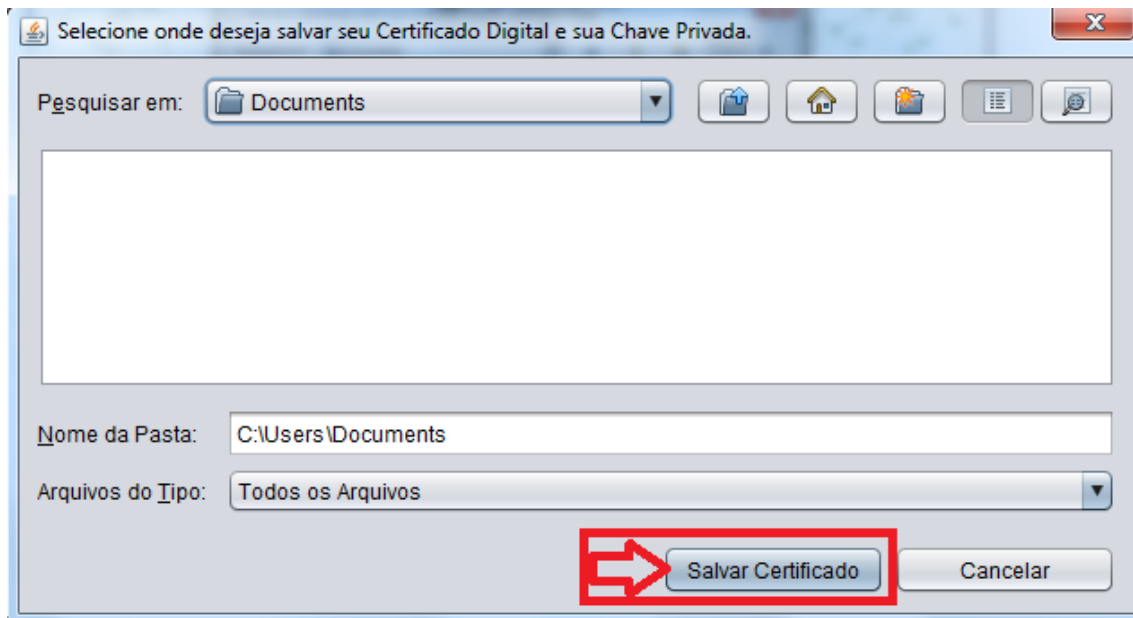 Selecione onde deseja salvar seu Certificado Digital e sua Chave Privada.
Pesquisar em: Documents
Nome da Pasta: C:\Users\Documents
Arquivos do Tipo: Todos os Arquivos
Salvar Certificado Cancelar